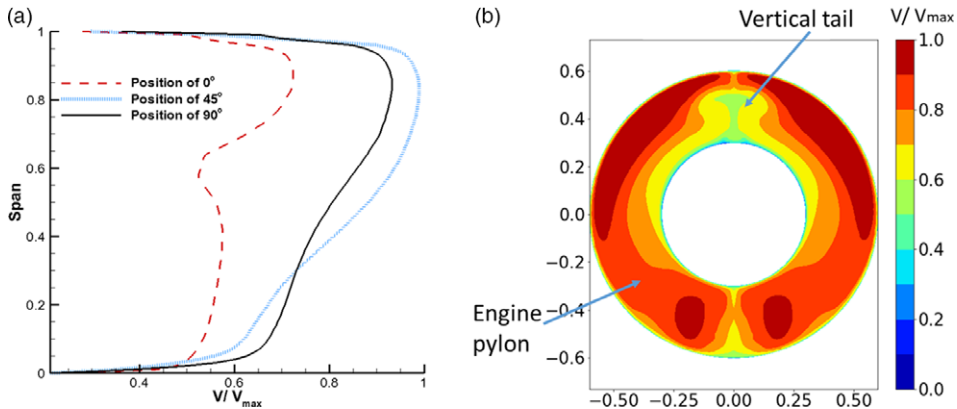 (a)
1
0.8
0.6
0.4
0.2
0
Span
Position of 0°
Position of 45°
Position of 90°
0.4
0.6
0.8
1
V/ Vmax
(b)
Vertical tail
V/ Vmax
0.6
0.4
0.2
0.0
−0.2
−0.4
−0.6
Engine
pylon
−0.50
−0.25
0.00
0.25
0.50
1.0
0.8
0.6
0.4
0.2
0.0